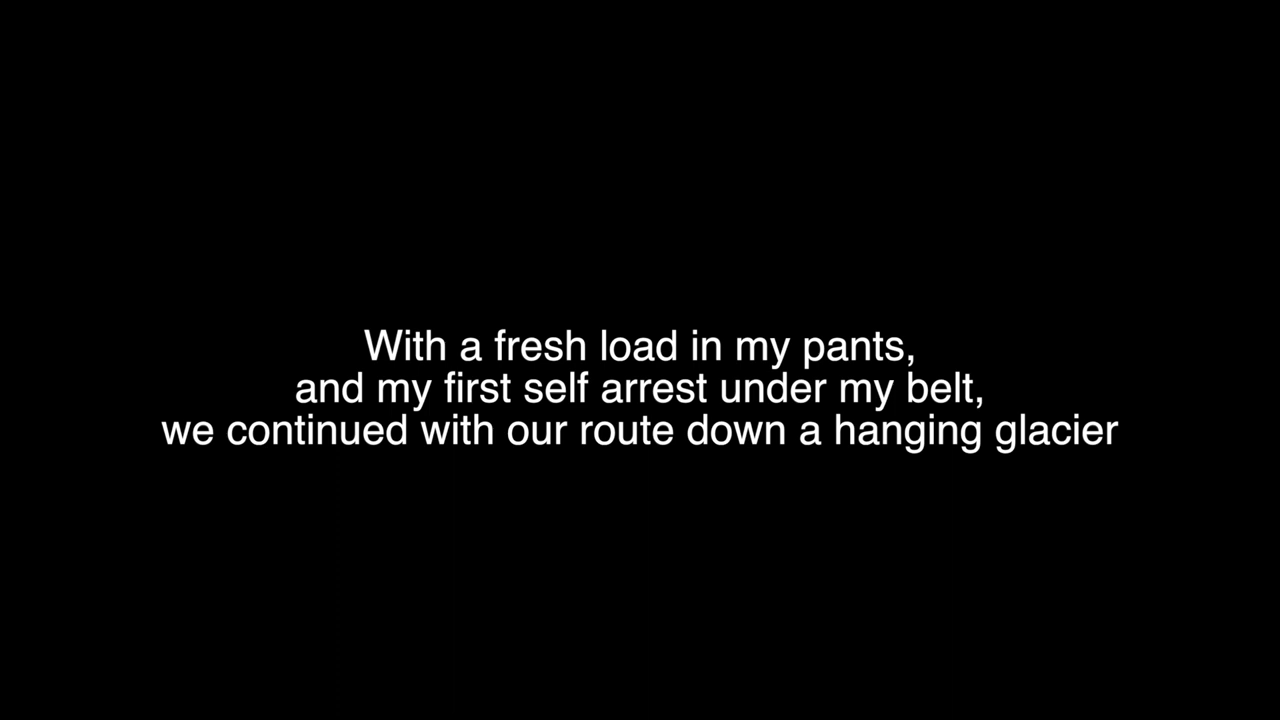 With a fresh load in my pants,
and my first self arrest under my belt,
we continued with our route down a hanging glacier